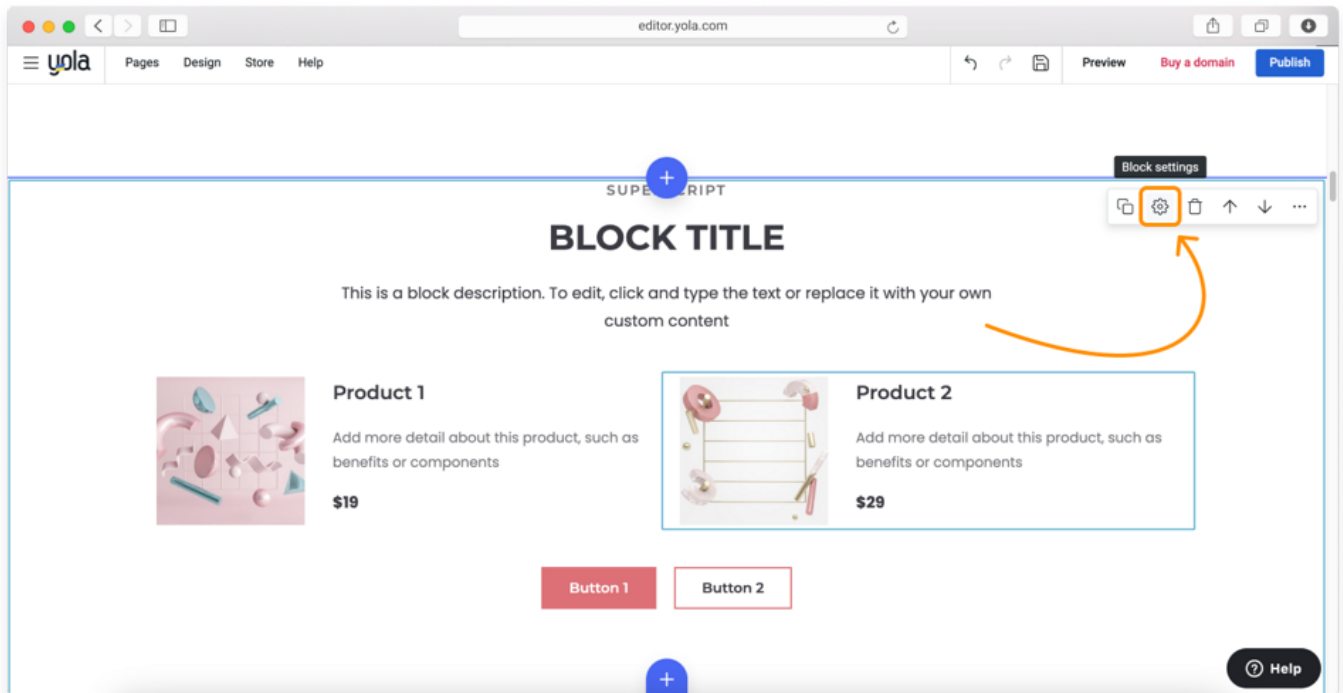 editor.yola.com
yola Pages Design Store Help Preview Buy a domain Publish
Block settings
BLOCK TITLE
This is a block description. To edit, click and type the text or replace it with your own
custom content
Product 1
Add more detail about this product, such as
benefits or components
$19
Product 2
Add more detail about this product, such as
benefits or components
$29
Button 1
Button 2
Help